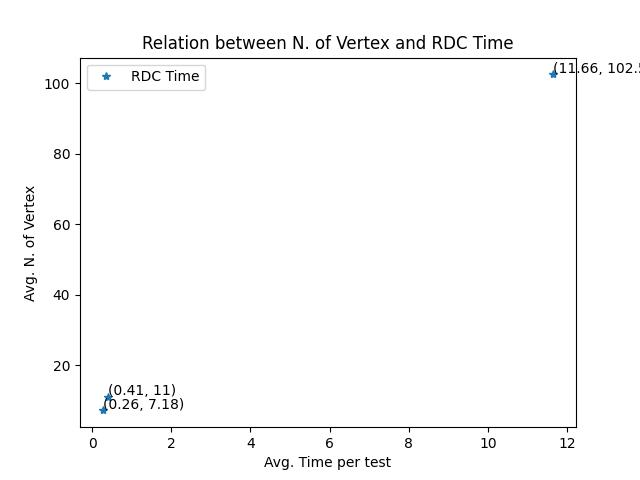 Relation between N. of Vertex and RDC Time
RDC Time
(11.66, 102.5
100
80
60
40
20
Avg. N. of Vertex
(0.41, 11)
(0.26, 7.18)
0 2 4 6 8 10 12
Avg. Time per test